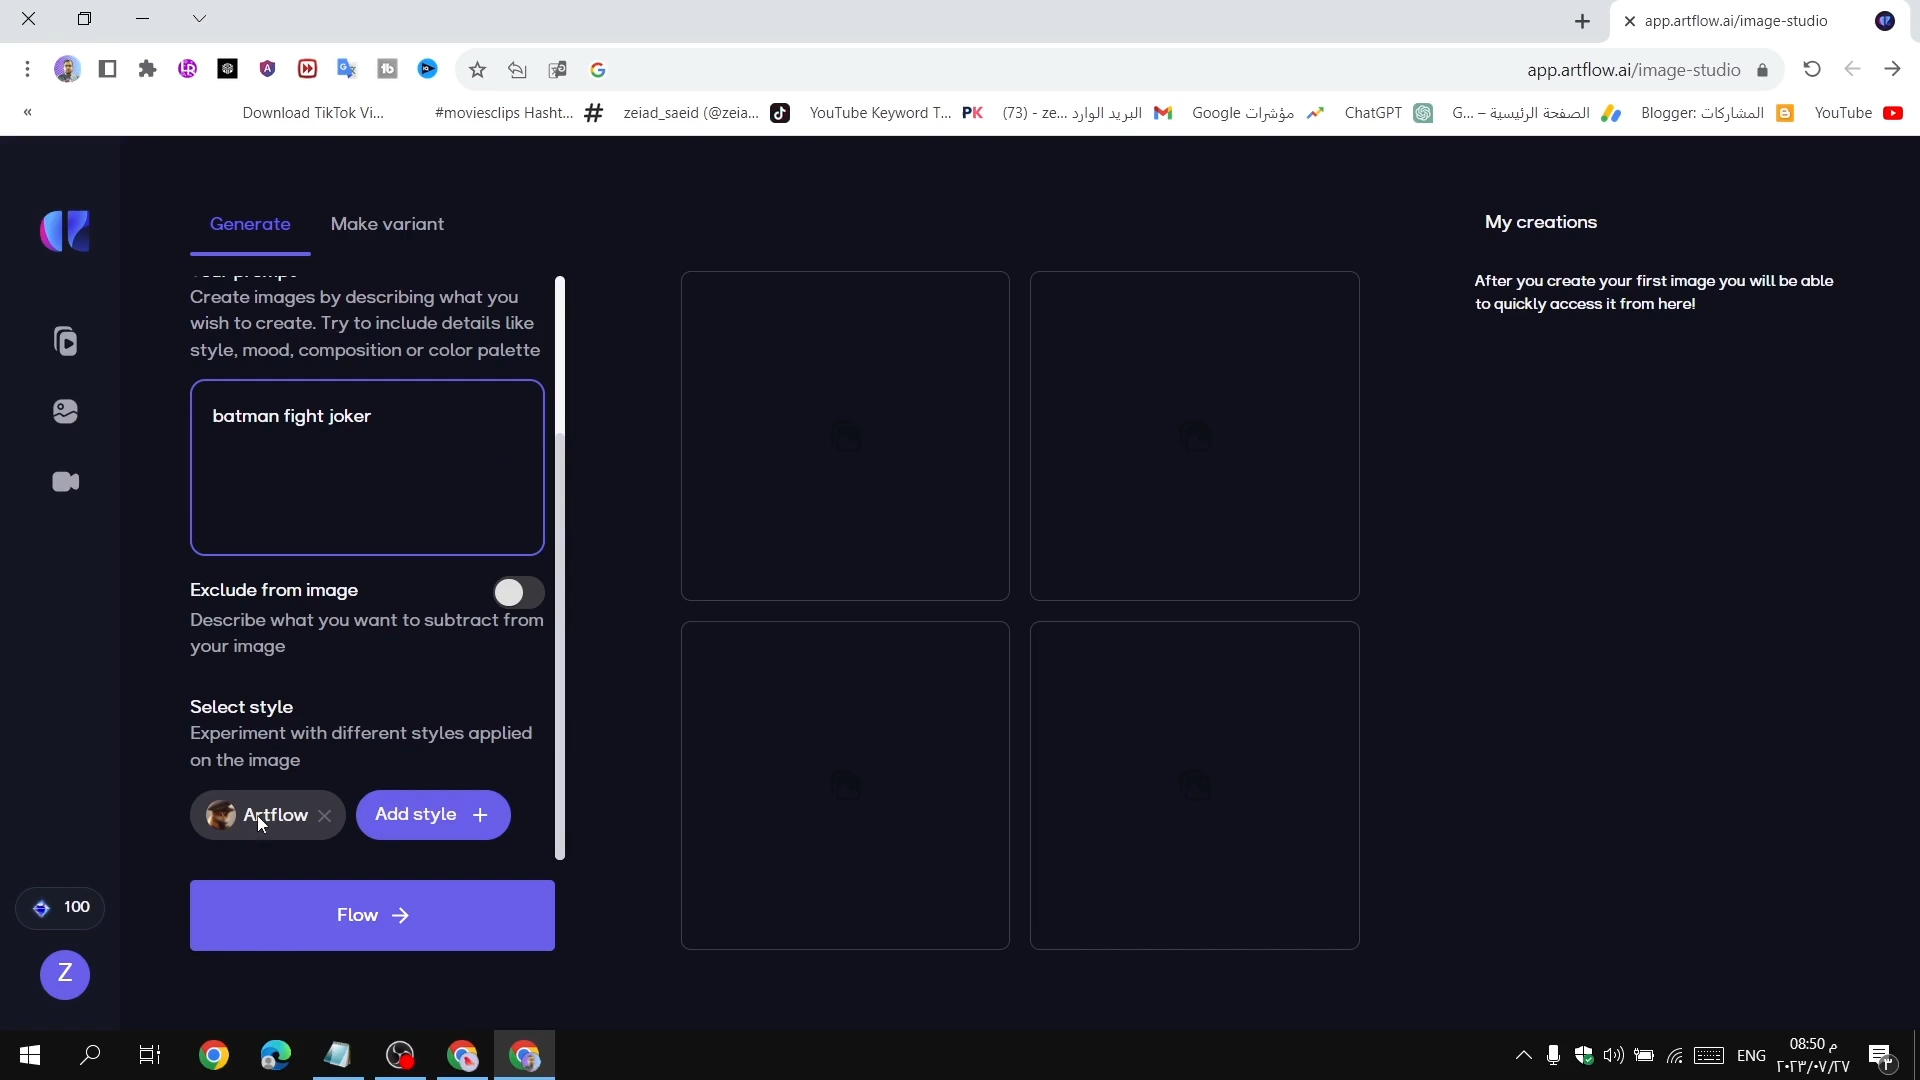 app.artflow.ai/image-studio
app.artflow.ai/image-studio
Download TikTok Vi...
#moviesclips Hasht...
zeiad_saeid (@zeia...
YouTube Keyword T...
البريد الوارد (73) - ze...
مؤشرات Google
ChatGPT
الصفحة الرئيسية – G...
Blogger: المشاركات
YouTube
Generate
Make variant
My creations
Create images by describing what you
wish to create. Try to include details like
style, mood, composition or color palette
After you create your first image you will be able
to quickly access it from here!
batman fight joker
Exclude from image
Describe what you want to subtract from
your image
Select style
Experiment with different styles applied
on the image
Artflow
Add style +
Flow
100
Z
ENG
08:50 م
٢٠٢٣/٠٧/٢٧
٣